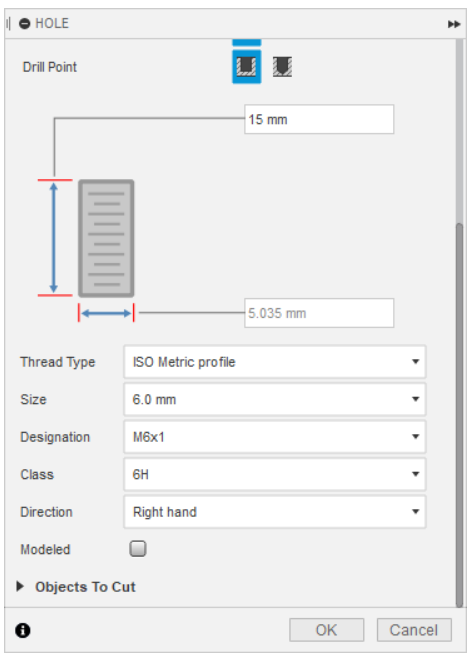 HOLE
Drill Point
15 mm
5.035 mm
Thread Type ISO Metric profile
Size 6.0 mm
Designation M6x1
Class 6H
Direction Right hand
Modeled
Objects To Cut
OK Cancel